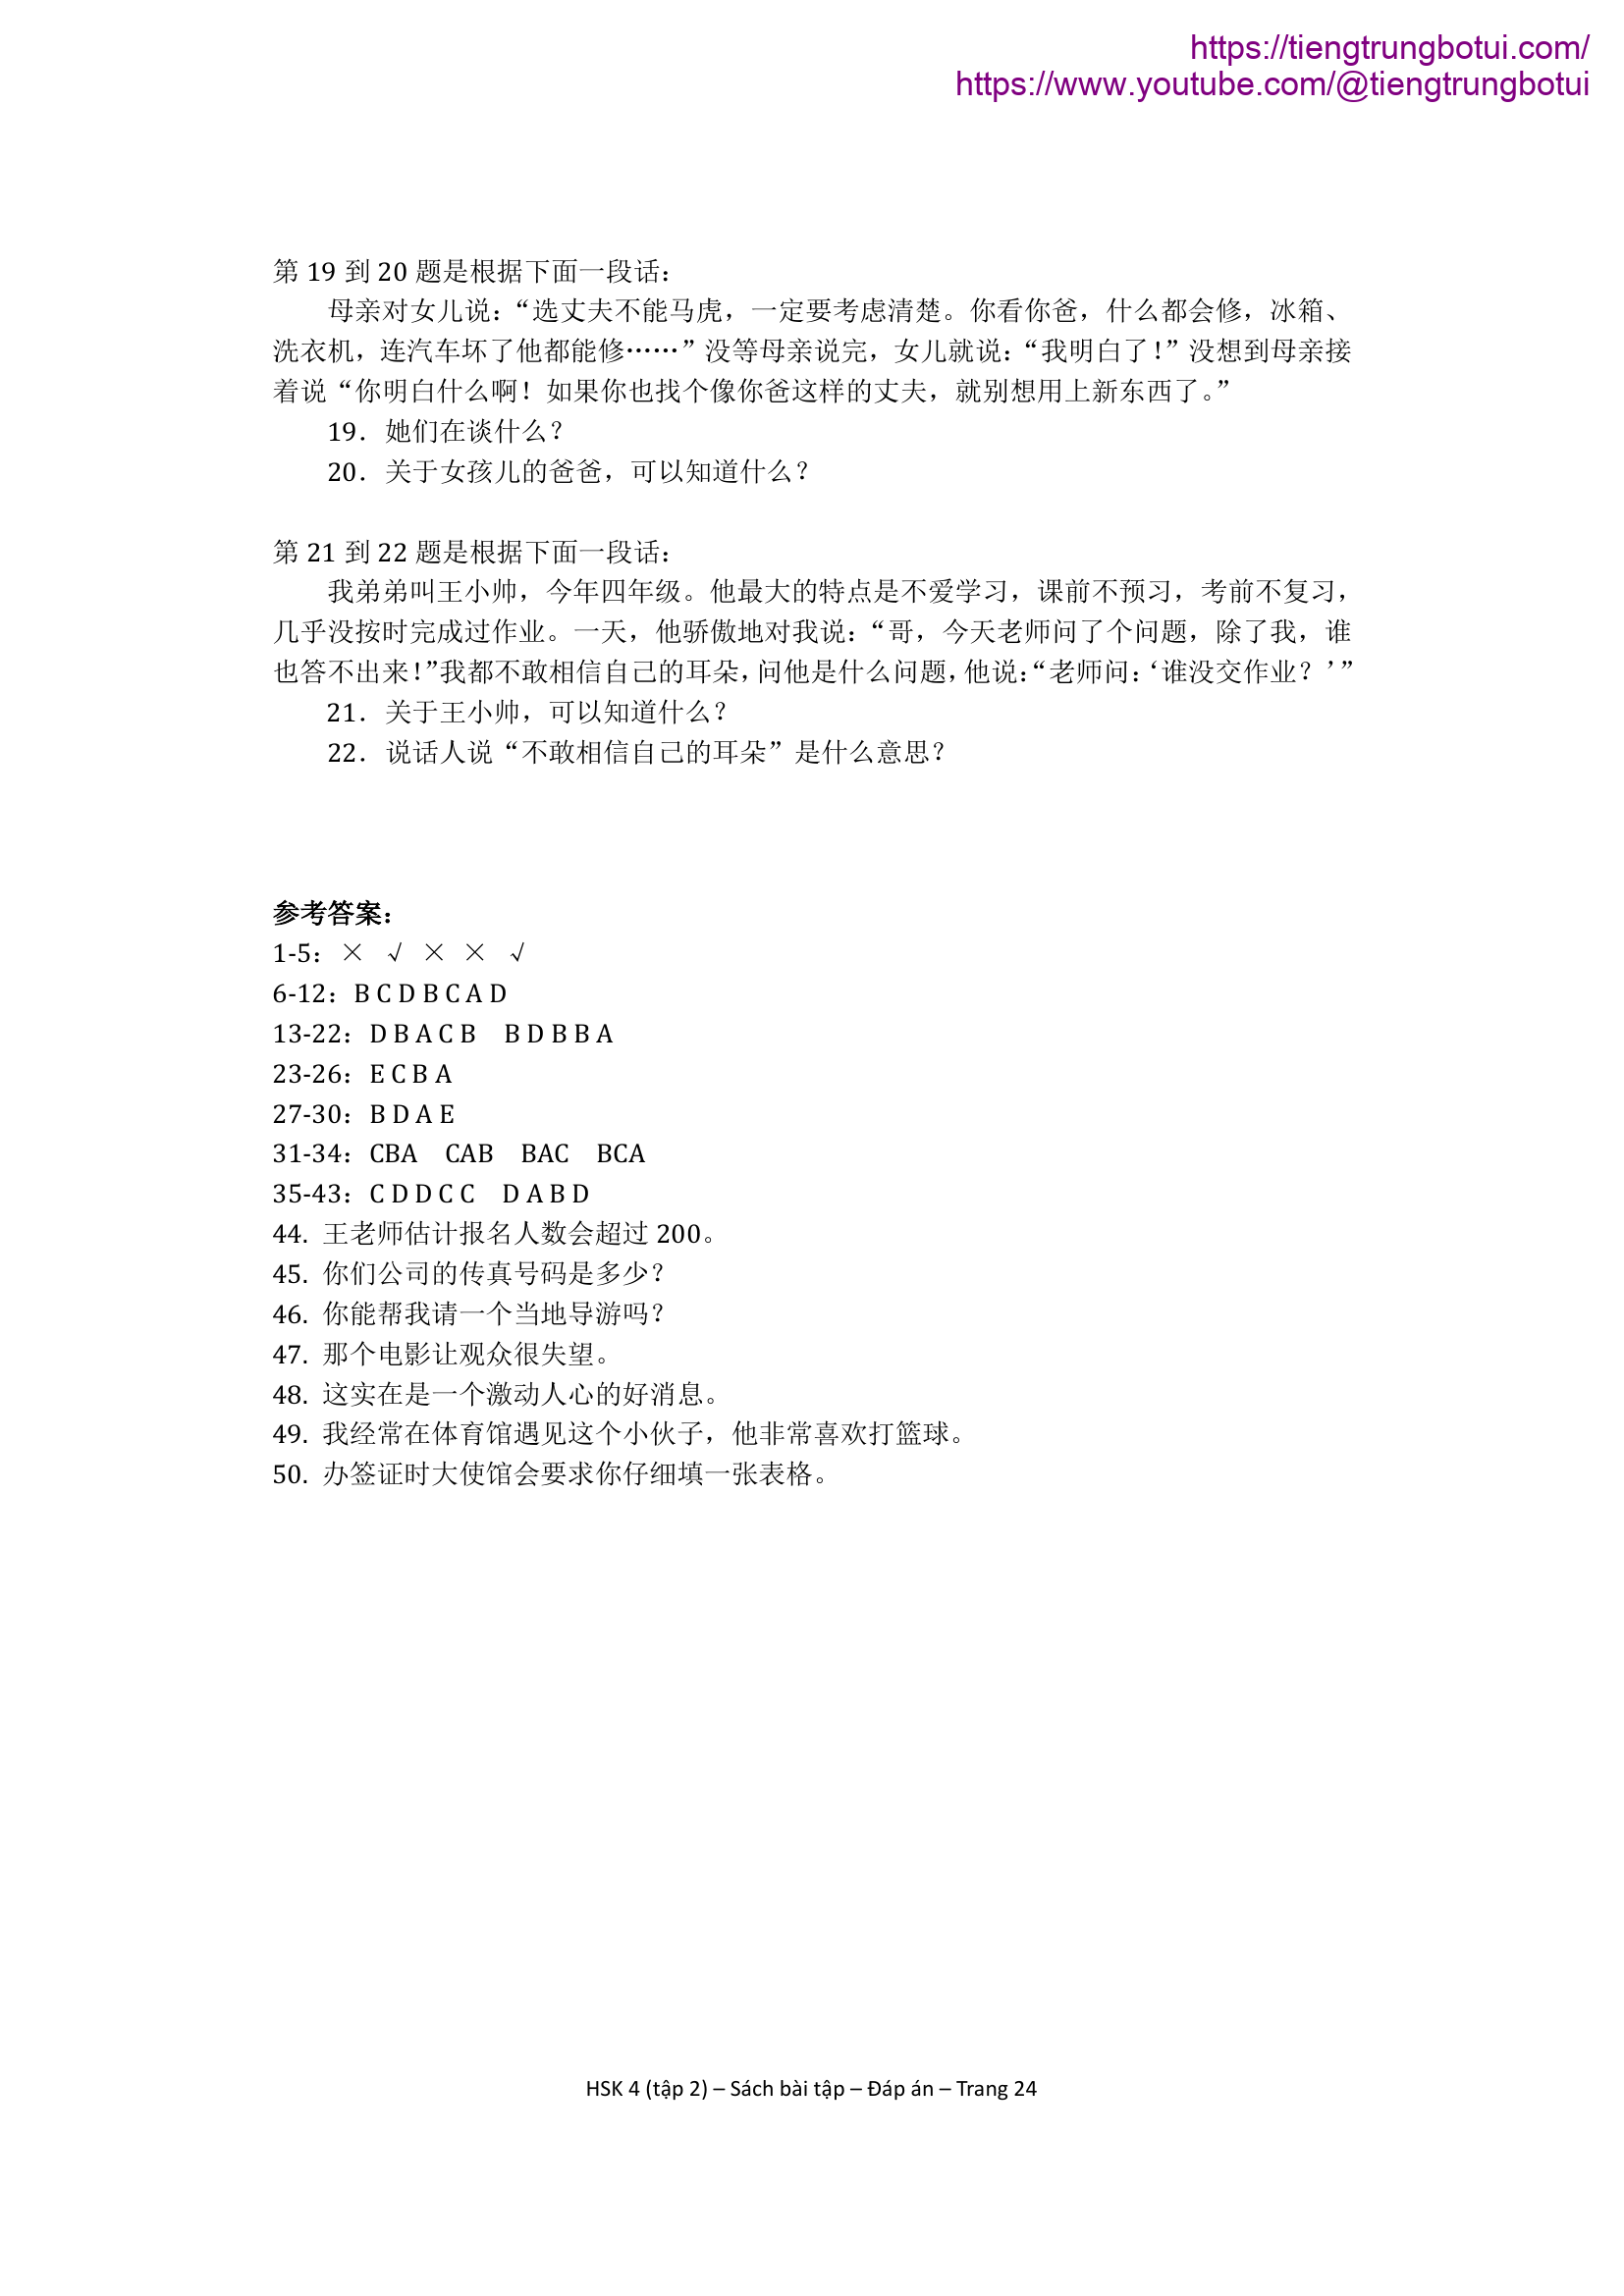 https://tiengtrungbotui.com/
https://www.youtube.com/@tiengtrungbotui
第 19 到 20 题是根据下面一段话：
母亲对女儿说：“选丈夫不能马虎，一定要考虑清楚。你看你爸，什么都会修，冰箱、
洗衣机，连汽车坏了他都能修……”没等母亲说完，女儿就说：“我明白了！”没想到母亲接
着说“你明白什么啊！如果你也找个像你爸这样的丈夫，就别想用上新东西了。”
19．她们在谈什么？
20．关于女孩儿的爸爸，可以知道什么？
第 21 到 22 题是根据下面一段话：
我弟弟叫王小帅，今年四年级。他最大的特点是不爱学习，课前不预习，考前不复习，
几乎没按时完成过作业。一天，他骄傲地对我说：“哥，今天老师问了个问题，除了我，谁
也答不出来！”我都不敢相信自己的耳朵，问他是什么问题，他说：“老师问：‘谁没交作业？’”
21．关于王小帅，可以知道什么？
22．说话人说“不敢相信自己的耳朵”是什么意思？
参考答案：
1-5：× √ × × √
6-12：B C D B C A D
13-22：D B A C B B D B B A
23-26：E C B A
27-30：B D A E
31-34：CBA CAB BAC BCA
35-43：C D D C C D A B D
44. 王老师估计报名人数会超过 200。
45. 你们公司的传真号码是多少？
46. 你能帮我请一个当地导游吗？
47. 那个电影让观众很失望。
48. 这实在是一个激动人心的好消息。
49. 我经常在体育馆遇见这个小伙子，他非常喜欢打篮球。
50. 办签证时大使馆会要求你仔细填一张表格。
HSK 4 (tập 2) – Sách bài tập – Đáp án – Trang 24